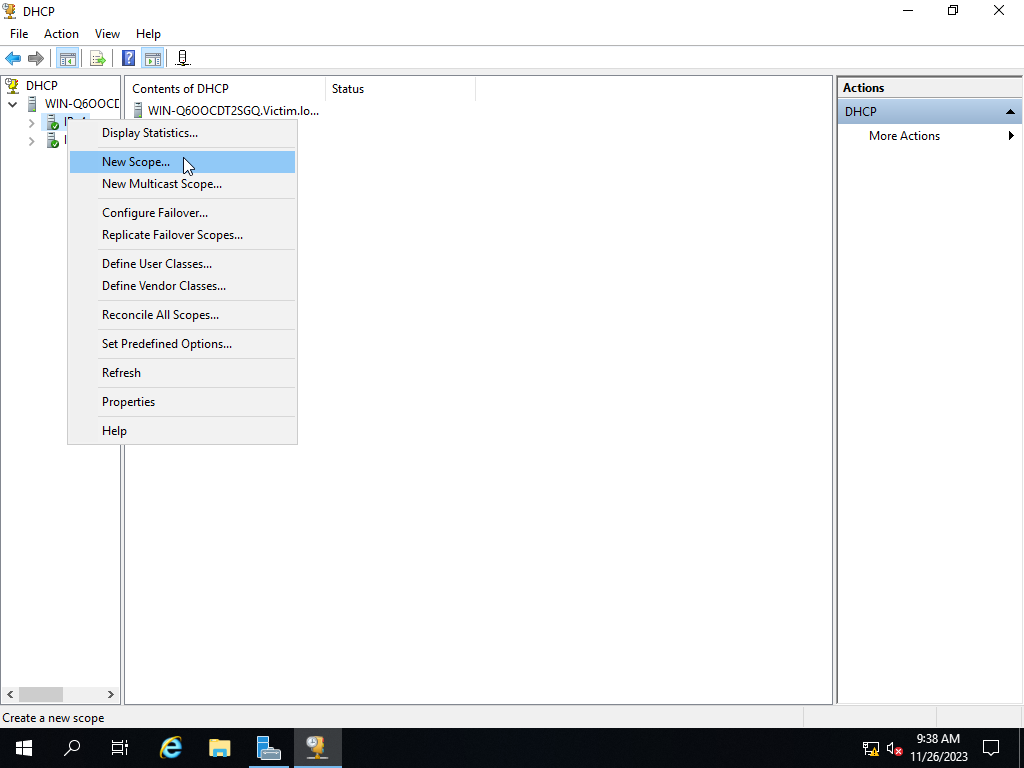 DHCP
File Action View Help
DHCP
WIN-Q6OOCD
Contents of DHCP Status
WIN-Q6OOCDT2SGQ.Victim.lo...
Actions
DHCP
More Actions
Display Statistics...
New Scope...
New Multicast Scope...
Configure Failover...
Replicate Failover Scopes...
Define User Classes...
Define Vendor Classes...
Reconcile All Scopes...
Set Predefined Options...
Refresh
Properties
Help
Create a new scope
9:38 AM
11/26/2023